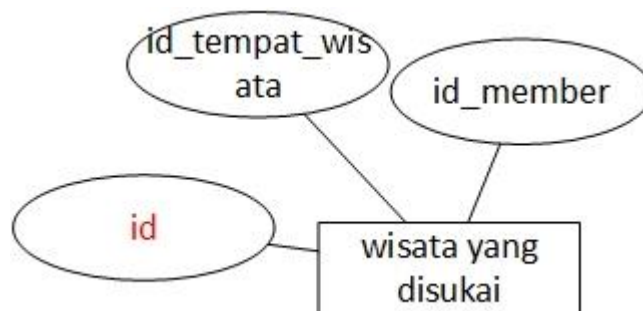 id_tempat_wis
ata
id_member
id
wisata yang
disukai